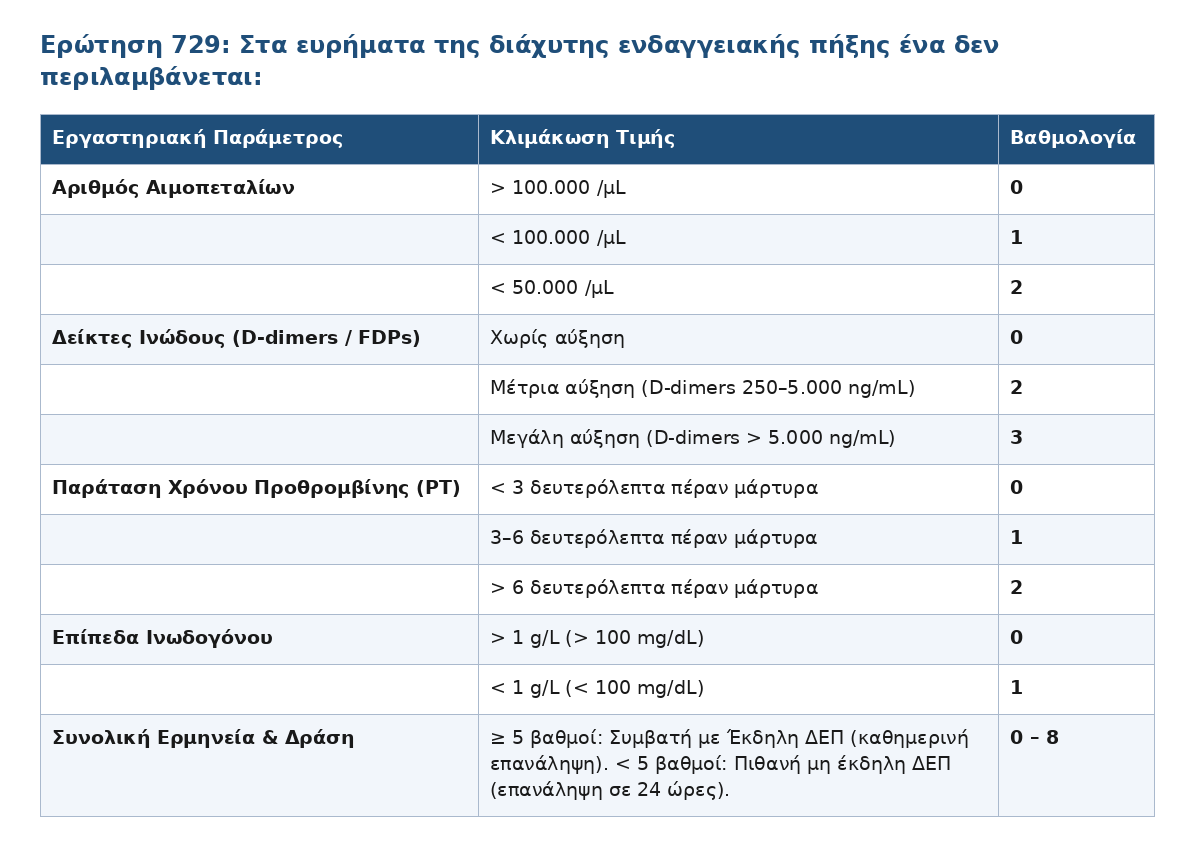 Ερώτηση 729: Στα ευρήματα της διάχυτης ενδαγγειακής πήξης ένα δεν
περιλαμβάνεται:
Εργαστηριακή Παράμετρος Κλιμάκωση Τιμής Βαθμολογία
Αριθμός Αιμοπεταλίων > 100.000 /μL 0
< 100.000 /μL 1
< 50.000 /μL 2
Δείκτες Ινώδους (D-dimers / FDPs) Χωρίς αύξηση 0
Μέτρια αύξηση (D-dimers 250–5.000 ng/mL) 2
Μεγάλη αύξηση (D-dimers > 5.000 ng/mL) 3
Παράταση Χρόνου Προθρομβίνης (PT) < 3 δευτερόλεπτα πέραν μάρτυρα 0
3–6 δευτερόλεπτα πέραν μάρτυρα 1
> 6 δευτερόλεπτα πέραν μάρτυρα 2
Επίπεδα Ινωδογόνου > 1 g/L (> 100 mg/dL) 0
< 1 g/L (< 100 mg/dL) 1
Συνολική Ερμηνεία & Δράση ≥ 5 βαθμοί: Συμβατή με Έκδηλη ΔΕΠ (καθημερινή 0 – 8
επανάληψη). < 5 βαθμοί: Πιθανή μη έκδηλη ΔΕΠ
(επανάληψη σε 24 ώρες).